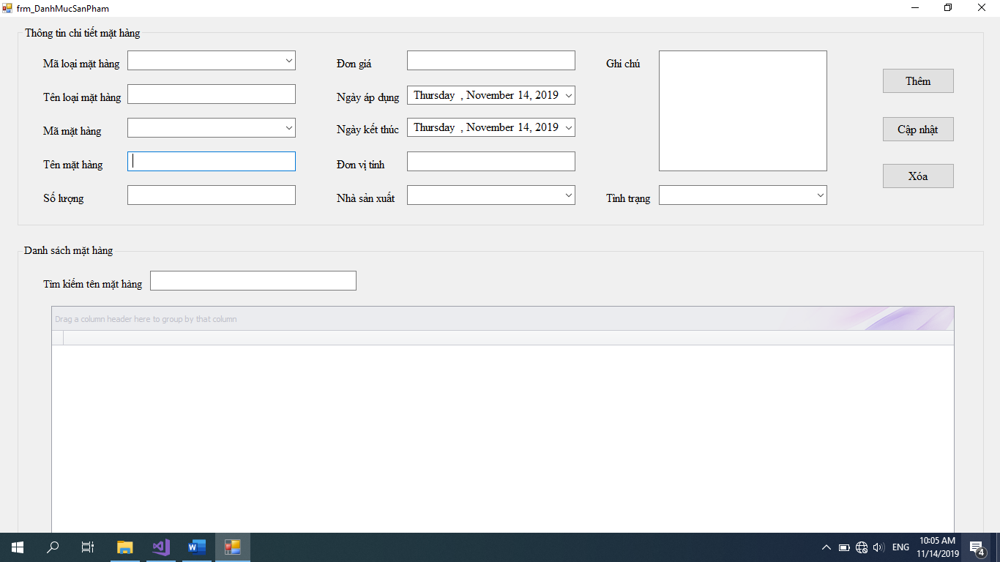 frm_DanhMucSanPham
Thông tin chi tiết mặt hàng
Mã loại mặt hàng
Đơn giá
Ghi chú
Thêm
Tên loại mặt hàng
Ngày áp dụng
Thursday , November 14, 2019
Mã mặt hàng
Ngày kết thúc
Thursday , November 14, 2019
Cập nhật
Tên mặt hàng
Đơn vị tính
Xóa
Số lượng
Nhà sản xuất
Tình trạng
Danh sách mặt hàng
Tìm kiếm tên mặt hàng
Drag a column header here to group by that column
ENG
10:05 AM
11/14/2019
4